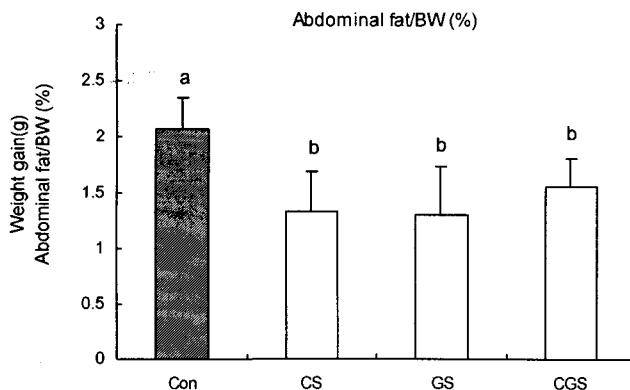 Abdominal fat/BW (%)
Weight gain(g)
Abdominal fat/BW (%)
3
2.5
2
1.5
1
0.5
0
a
b
b
b
Con
CS
GS
CGS